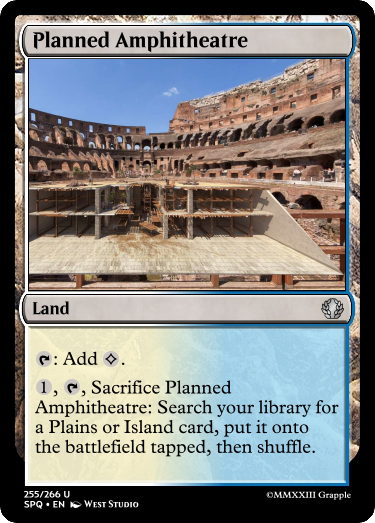 Planned Amphitheatre
Land
: Add .
1, , Sacrifice Planned
Amphitheatre: Search your library for
a Plains or Island card, put it onto
the battlefield tapped, then shuffle.
255/266 U
SPQ • EN West Studio
©MMXXIII Grapple